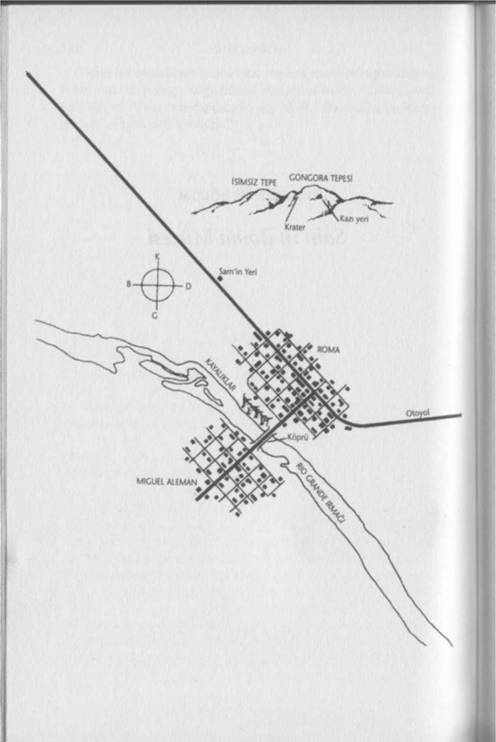 İSİMSİZ TEPE
GONGORA TEPESİ
Kazı yeri
Krater
K
B
D
G
Sam'in Yeri
ROMA
KAYALIKLAR
Otoyol
Köprü
MIGUEL ALEMAN
RIO GRANDE IRMAĞI